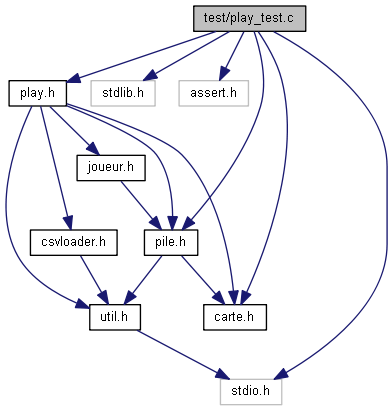 test/play_test.c
play.h
stdlib.h
assert.h
joueur.h
csvloader.h
pile.h
util.h
carte.h
stdio.h